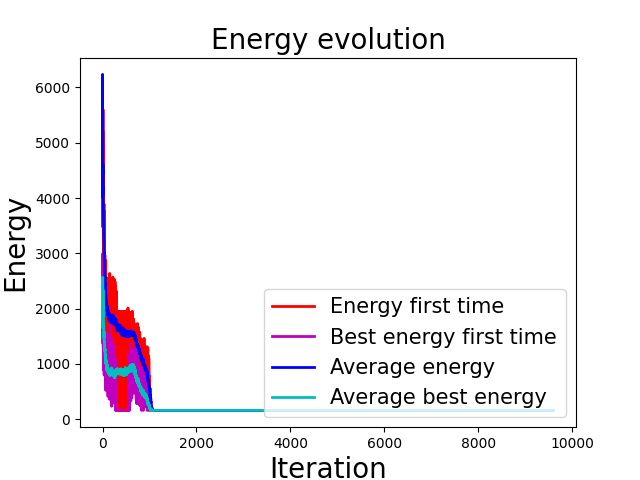 Energy evolution
Energy
6000
5000
4000
3000
2000
1000
0
Energy first time
Best energy first time
Average energy
Average best energy
0 2000 4000 6000 8000 10000
Iteration